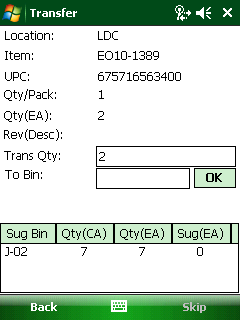 Transfer
Location: LDC
Item: EO10-1389
UPC: 675716563400
Qty/Pack: 1
Qty(EA): 2
Rev(Desc):
Trans Qty: 2
To Bin: OK
Sug Bin Qty(CA) Qty(EA) Sug(EA)
J-02 7 7 0
Back Skip